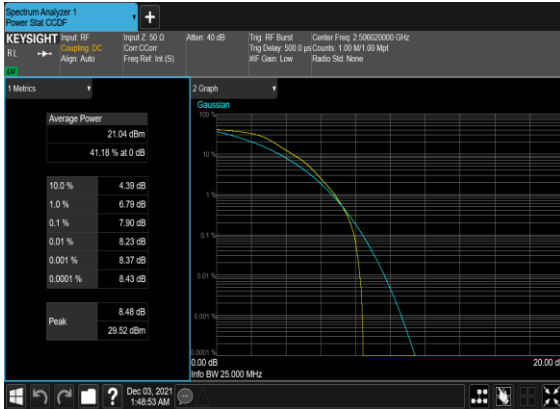 Spectrum Analyzer 1
Power Stat CCDF
+
KEYSIGHT
RL
Input: RF
Coupling: DC
Align: Auto
Input Z: 50 Ω
Corr CCorr
Freq Ref: Int (S)
Atten: 40 dB
Trig: RF Burst
Trig Delay: 500.0 µs
#IF Gain: Low
Center Freq: 2.506020000 GHz
Counts: 1.00 M/1.00 Mpt
Radio Std: None
1 Metrics
Average Power
21.04 dBm
41.18 % at 0 dB
10.0 % 4.39 dB
1.0 % 6.79 dB
0.1 % 7.90 dB
0.01 % 8.23 dB
0.001 % 8.37 dB
0.0001 % 8.43 dB
Peak
8.48 dB
29.52 dBm
2 Graph
Gaussian
100 %
10 %
1 %
0.1 %
0.01 %
0.001 %
0.0001 %
0.00 dB
20.00 d
Info BW 25.000 MHz
?
Dec 03, 2021
1:48:53 AM